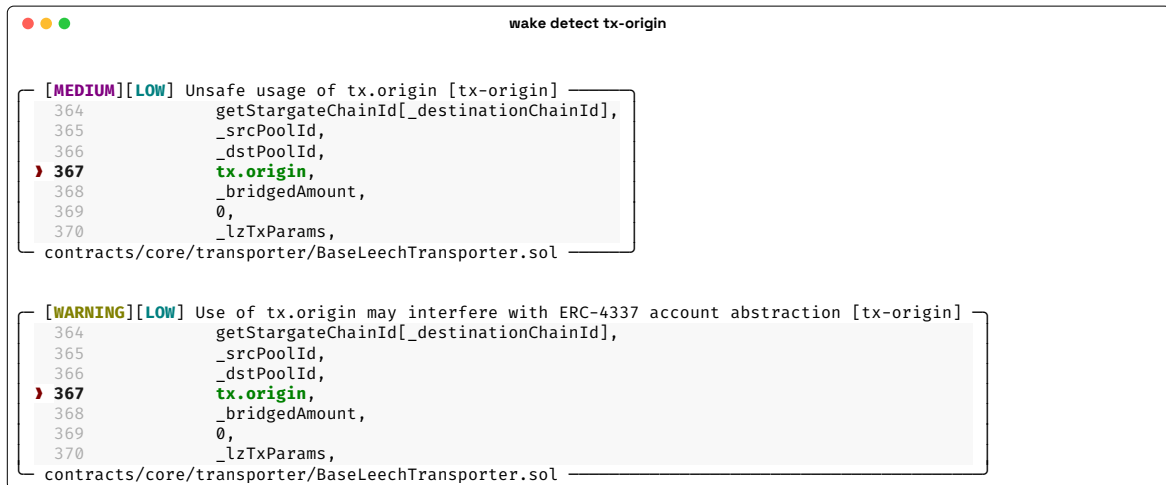 wake detect tx-origin
[MEDIUM][LOW] Unsafe usage of tx.origin [tx-origin]
364 getStargateChainId[_destinationChainId],
365 _srcPoolId,
366 _dstPoolId,
❱ 367 tx.origin,
368 _bridgedAmount,
369 0,
370 _lzTxParams,
contracts/core/transporter/BaseLeechTransporter.sol
[WARNING][LOW] Use of tx.origin may interfere with ERC-4337 account abstraction [tx-origin]
364 getStargateChainId[_destinationChainId],
365 _srcPoolId,
366 _dstPoolId,
❱ 367 tx.origin,
368 _bridgedAmount,
369 0,
370 _lzTxParams,
contracts/core/transporter/BaseLeechTransporter.sol